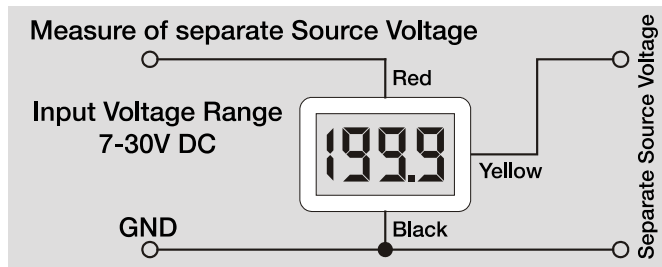 Measure of separate Source Voltage
Red
Input Voltage Range
7-30V DC
199.9
Yellow
GND
Black
Separate Source Voltage